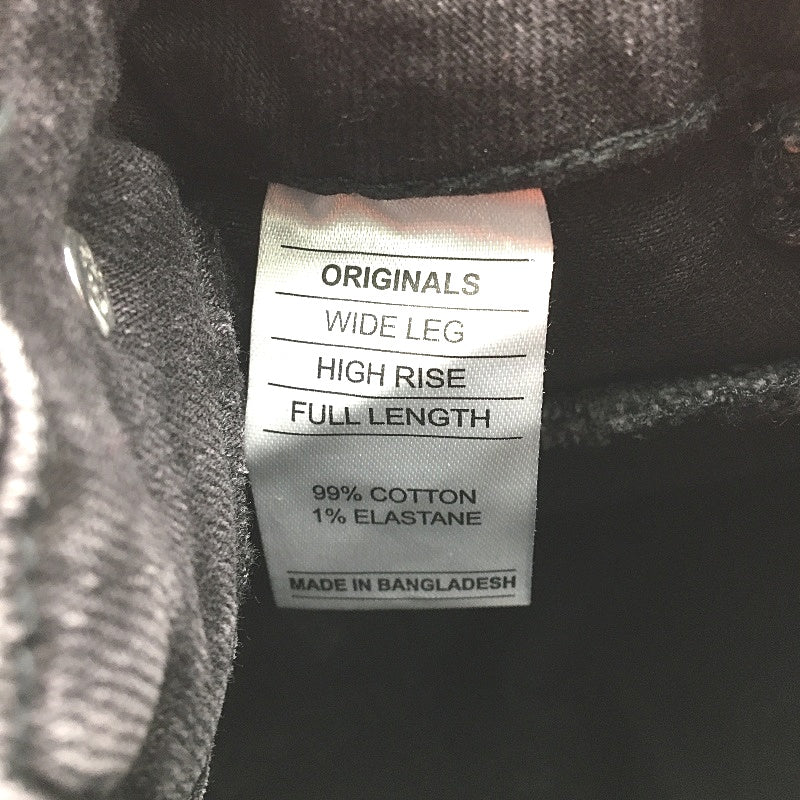 ORIGINALS
WIDE LEG
HIGH RISE
FULL LENGTH
99% COTTON
1% ELASTANE
MADE IN BANGLADESH